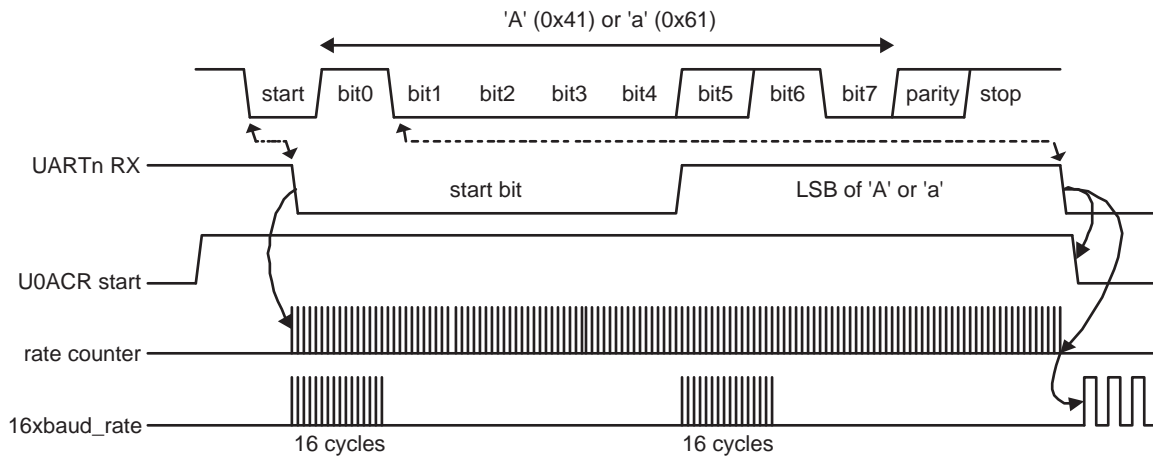 'A' (0x41) or 'a' (0x61)
start bit0 bit1 bit2 bit3 bit4 bit5 bit6 bit7 parity stop
UARTn RX
start bit LSB of 'A' or 'a'
U0ACR start
rate counter
16xbaud_rate
16 cycles 16 cycles